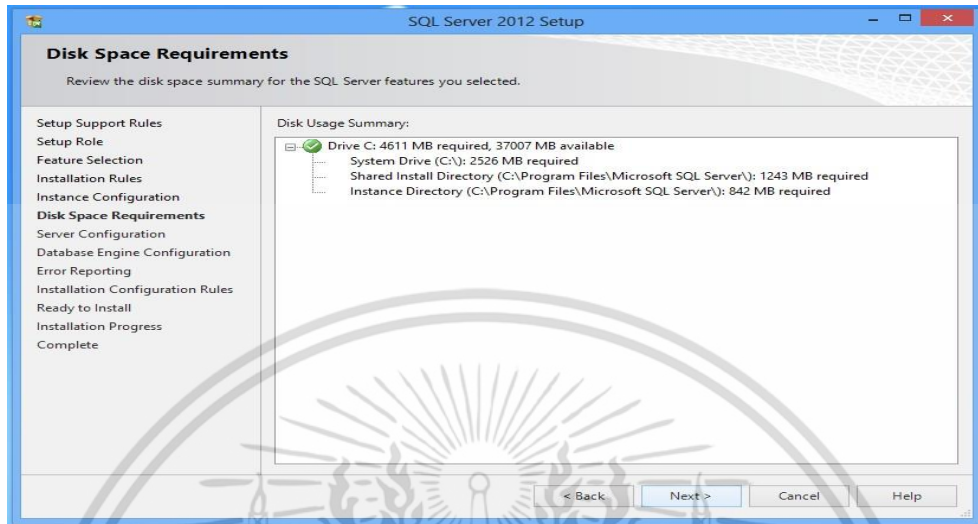 SQL Server 2012 Setup
Disk Space Requirements
Review the disk space summary for the SQL Server features you selected.
Setup Support Rules
Setup Role
Feature Selection
Installation Rules
Instance Configuration
Disk Space Requirements
Server Configuration
Database Engine Configuration
Error Reporting
Installation Configuration Rules
Ready to Install
Installation Progress
Complete
Disk Usage Summary:
Drive C: 4611 MB required, 37007 MB available
System Drive (C:\): 2526 MB required
Shared Install Directory (C:\Program Files\Microsoft SQL Server\): 1243 MB required
Instance Directory (C:\Program Files\Microsoft SQL Server\): 842 MB required
< Back Next > Cancel Help